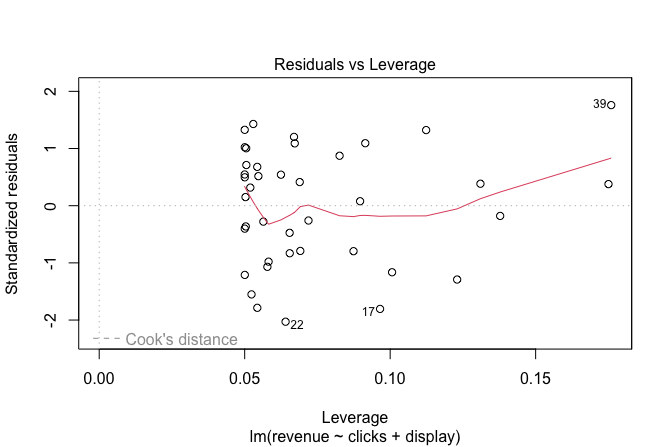 Residuals vs Leverage
Standardized residuals
2
1
0
-1
-2
39
17
22
Cook's distance
0.00
0.05
0.10
0.15
Leverage
lm(revenue ~ clicks + display)